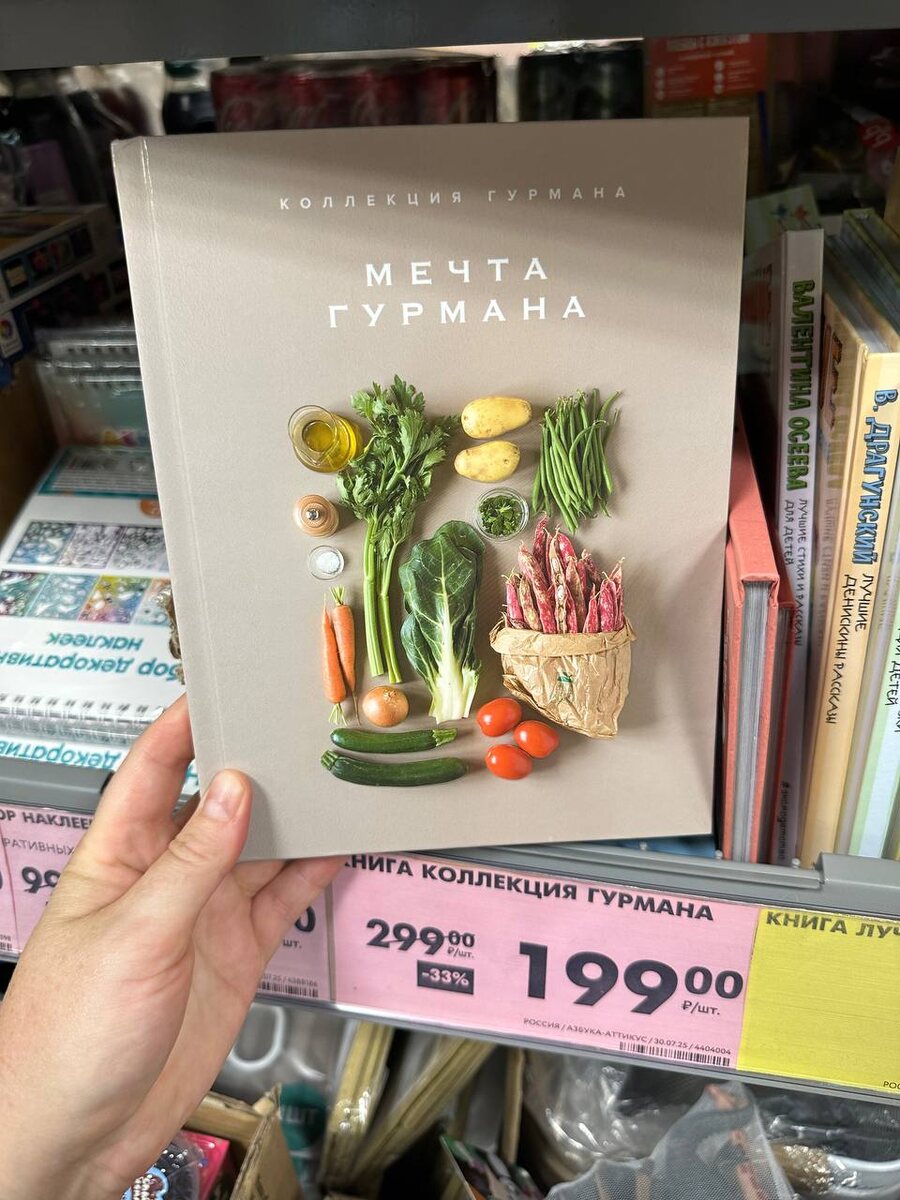 КОЛЛЕКЦИЯ ГУРМАНА
МЕЧТА
ГУРМАНА
ВАЛЕНТИНА ОСЕЕВА
ЛУЧШИЕ СТИХИ И РАССКАЗЫ
ДЛЯ ДЕТЕЙ
В. ДРАГУНСКИЙ
ЛУЧШИЕ
ДЕНИСКИНЫ РАССКАЗЫ
наклеек
КНИГА КОЛЛЕКЦИЯ ГУРМАНА
299 00
₽/шт.
-33%
199 00
₽/шт.
РОССИЯ / АЗБУКА-АТТИКУС / 30.07.25 / 4404004
КНИГА ЛУЧ